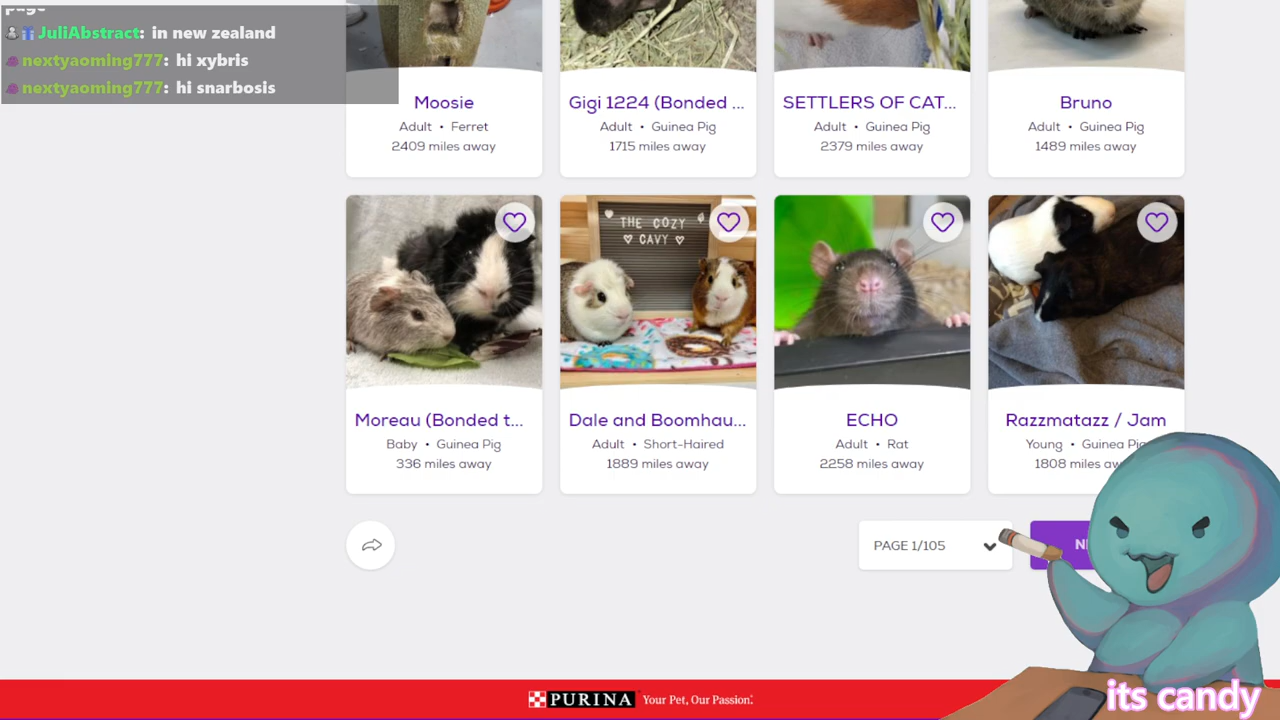 page
JuliAbstract: in new zealand
nextyaoming777: hi xybris
nextyaoming777: hi snarbosis
Moosie
Adult • Ferret
2409 miles away
Gigi 1224 (Bonded ...
Adult • Guinea Pig
1715 miles away
SETTLERS OF CAT...
Adult • Guinea Pig
2379 miles away
Bruno
Adult • Guinea Pig
1489 miles away
THE COZY
♥ CAVY ♥
Moreau (Bonded t...
Baby • Guinea Pig
336 miles away
Dale and Boomhau...
Adult • Short-Haired
1889 miles away
ECHO
Adult • Rat
2258 miles away
Razzmatazz / Jam
Young • Guinea Pig
1808 miles aw
PAGE 1/105
PURINA Your Pet, Our Passion.
its candy